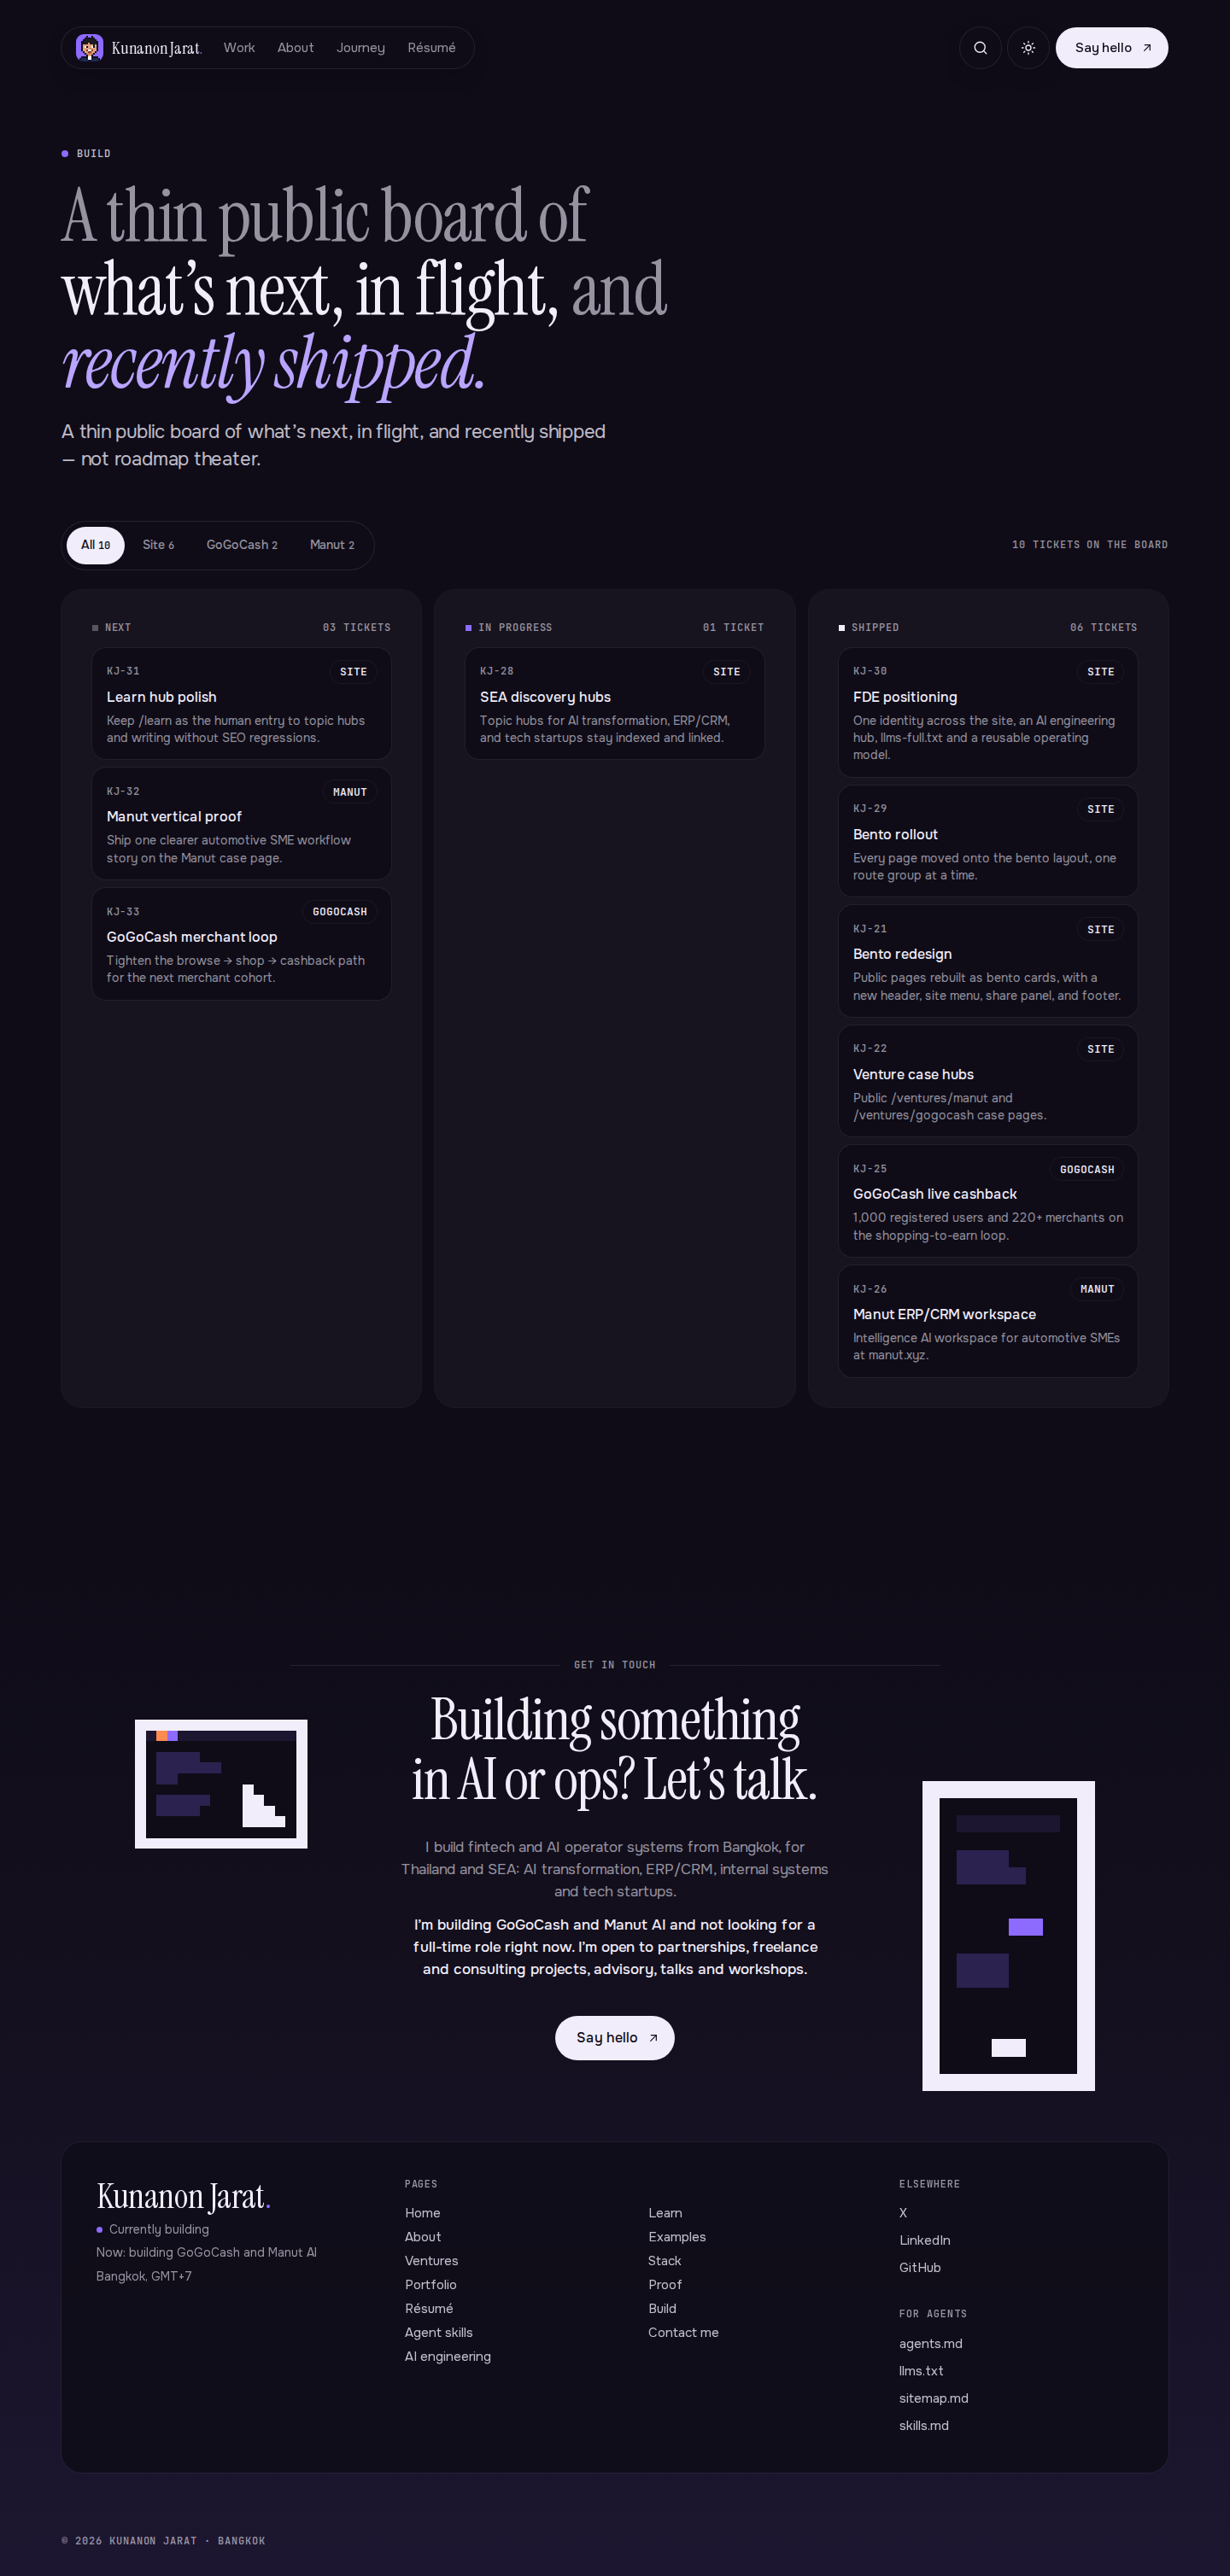 Kunanon Jarat.
Work
About
Journey
Résumé
Say hello
BUILD
A thin public board of
what's next, in flight, and
recently shipped.
A thin public board of what's next, in flight, and recently shipped
— not roadmap theater.
All 10
Site 6
GoGoCash 2
Manut 2
10 TICKETS ON THE BOARD
NEXT
03 TICKETS
KJ-31
SITE
Learn hub polish
Keep /learn as the human entry to topic hubs
and writing without SEO regressions.
KJ-32
MANUT
Manut vertical proof
Ship one clearer automotive SME workflow
story on the Manut case page.
KJ-33
GOGOCASH
GoGoCash merchant loop
Tighten the browse → shop → cashback path
for the next merchant cohort.
IN PROGRESS
01 TICKET
KJ-28
SITE
SEA discovery hubs
Topic hubs for AI transformation, ERP/CRM,
and tech startups stay indexed and linked.
SHIPPED
06 TICKETS
KJ-30
SITE
FDE positioning
One identity across the site, an AI engineering
hub, llms-full.txt and a reusable operating
model.
KJ-29
SITE
Bento rollout
Every page moved onto the bento layout, one
route group at a time.
KJ-21
SITE
Bento redesign
Public pages rebuilt as bento cards, with a
new header, site menu, share panel, and footer.
KJ-22
SITE
Venture case hubs
Public /ventures/manut and
/ventures/gogocash case pages.
KJ-25
GOGOCASH
GoGoCash live cashback
1,000 registered users and 220+ merchants on
the shopping-to-earn loop.
KJ-26
MANUT
Manut ERP/CRM workspace
Intelligence AI workspace for automotive SMEs
at manut.xyz.
GET IN TOUCH
Building something
in AI or ops? Let's talk.
I build fintech and AI operator systems from Bangkok, for
Thailand and SEA: AI transformation, ERP/CRM, internal systems
and tech startups.
I'm building GoGoCash and Manut AI and not looking for a
full-time role right now. I'm open to partnerships, freelance
and consulting projects, advisory, talks and workshops.
Say hello
Kunanon Jarat.
Currently building
Now: building GoGoCash and Manut AI
Bangkok, GMT+7
PAGES
Home
About
Ventures
Portfolio
Résumé
Agent skills
AI engineering
Learn
Examples
Stack
Proof
Build
Contact me
ELSEWHERE
X
LinkedIn
GitHub
FOR AGENTS
agents.md
llms.txt
sitemap.md
skills.md
© 2026 KUNANON JARAT · BANGKOK